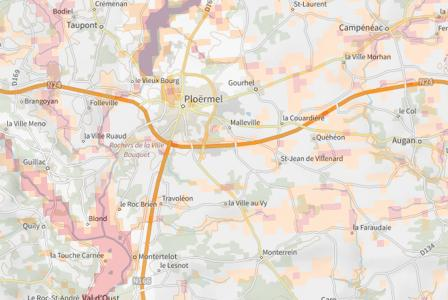 Crémenan
Bodiel
Taupont
St-Laurent
Campénéac
la Ville Morhan
le Vieux Bourg
Gourhel
D169
N24
N24
Brangoyan
Folleville
Ploërmel
le Col
la Ville Meno
la Ville Ruaud
Malleville
la Couardière
Quéhéon
Augan
Rochers de la Ville
Bouquet
Guillac
St-Jean de Villenard
Travoléon
le Roc Brien
la Ville au Vy
Blond
Quily
la Faraudaie
D134
la Touche Carnée
Montertelot
Monterrein
le Lesnot
N166
Le Roc-St-André
Val d'Oust